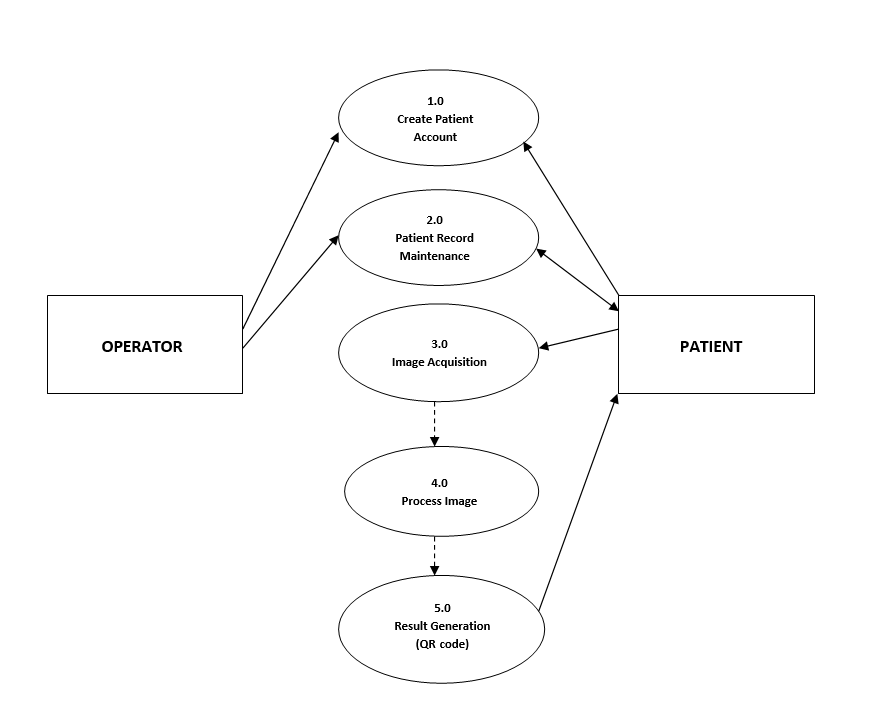 1.0
Create Patient
Account
2.0
Patient Record
Maintenance
OPERATOR
3.0
Image Acquisition
PATIENT
4.0
Process Image
5.0
Result Generation
(QR code)